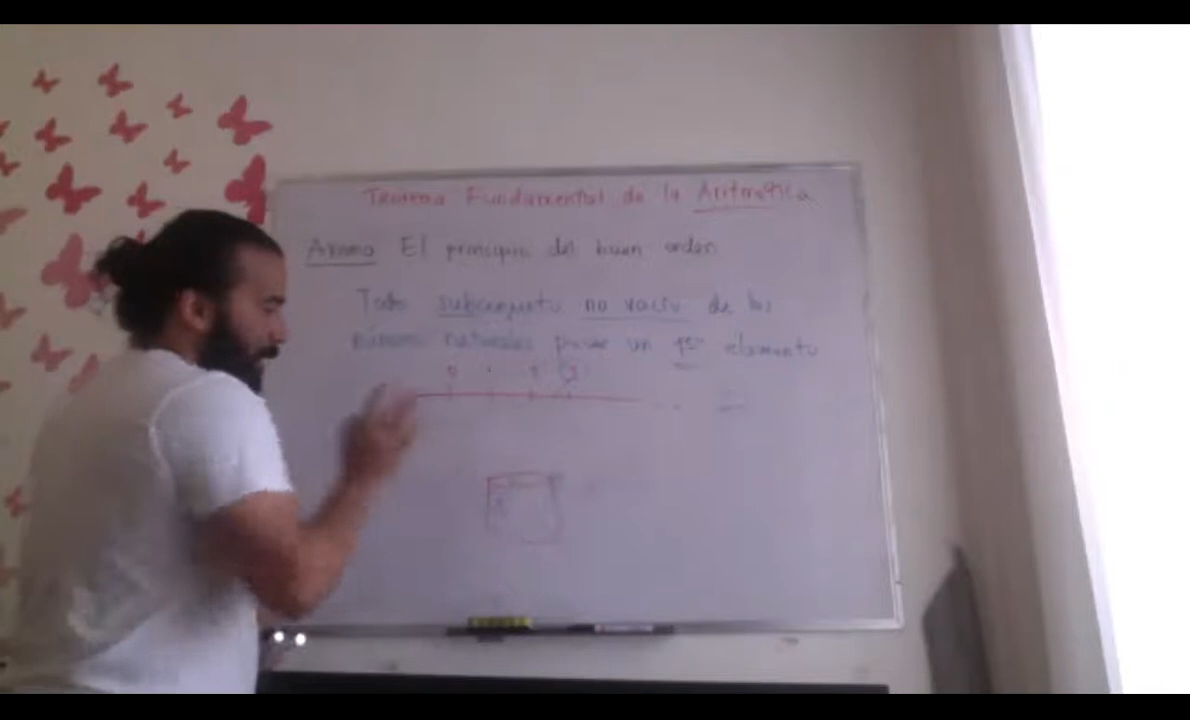 Teorema Fundamental de la Aritmética
Axioma El principio del buen orden
Todo subconjunto no vacío de los
números naturales posee un 1er elemento
0